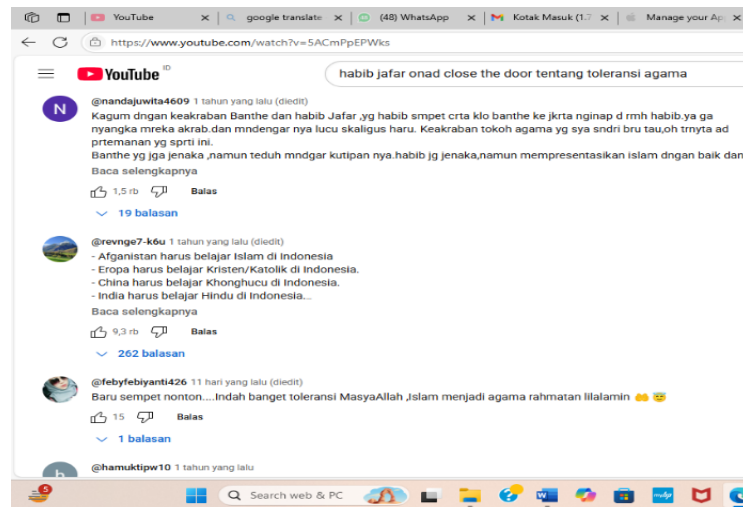 YouTube
google translate
(48) WhatsApp
Kotak Masuk (1.7
Manage your Ap
https://www.youtube.com/watch?v=5ACmPpEPWks
YouTube ID
habib jafar onad close the door tentang toleransi agama
N
@nandajuwita4609 1 tahun yang lalu (diedit)
Kagum dngan keakraban Banthe dan habib Jafar ,yg habib smpet crta klo banthe ke jkrta nginap d rmh habib.ya ga
nyangka mreka akrab.dan mndengar nya lucu skaligus haru. Keakraban tokoh agama yg sya sndri bru tau,oh trnyta ad
prtemanan yg sprti ini.
Banthe yg jga jenaka ,namun teduh mndgar kutipan nya.habib jg jenaka,namun mempresentasikan islam dngan baik dan
Baca selengkapnya
1,5 rb Balas
19 balasan
@revnge7-k6u 1 tahun yang lalu (diedit)
- Afganistan harus belajar Islam di Indonesia
- Eropa harus belajar Kristen/Katolik di Indonesia.
- China harus belajar Khonghucu di Indonesia.
- India harus belajar Hindu di Indonesia...
Baca selengkapnya
9,3 rb Balas
262 balasan
@febyfebiyanti426 11 hari yang lalu (diedit)
Baru sempet nonton....Indah banget toleransi MasyaAllah ,Islam menjadi agama rahmatan lilalamin 🤲 😇
15 Balas
1 balasan
h
@hamuktipw10 1 tahun yang lalu
5
Search web & PC